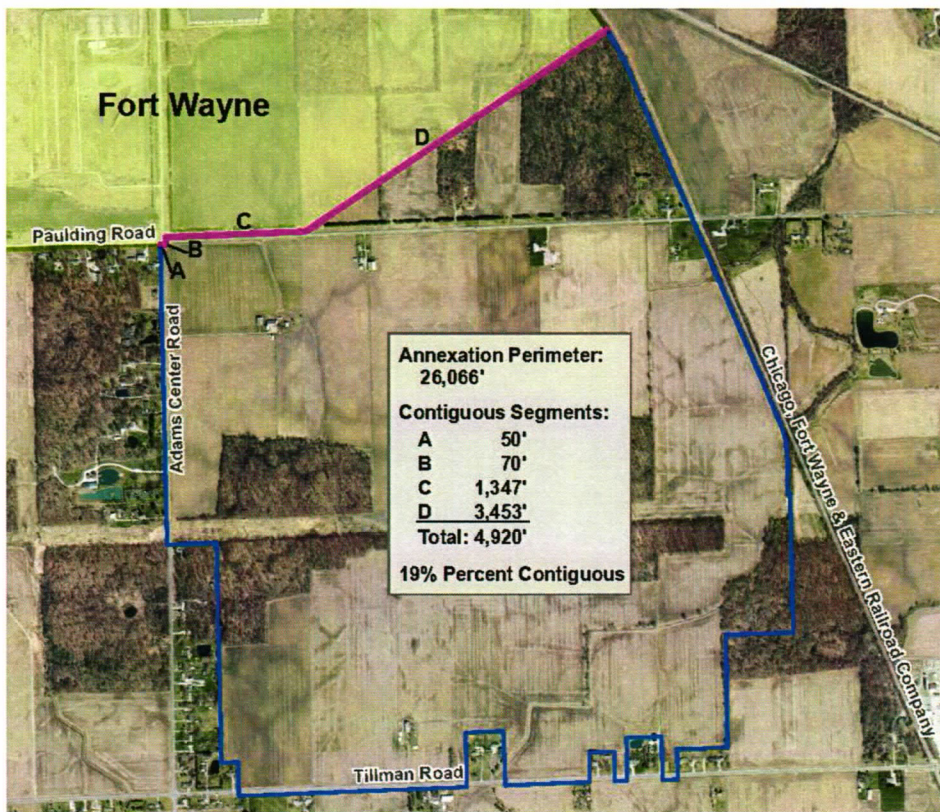 Fort Wayne
D
C
Paulding Road
B
A
Adams Center Road
Annexation Perimeter:
26,066'
Contiguous Segments:
A 50'
B 70'
C 1,347'
D 3,453'
Total: 4,920'
19% Percent Contiguous
Chicago, Fort Wayne & Eastern Railroad Company
Tillman Road